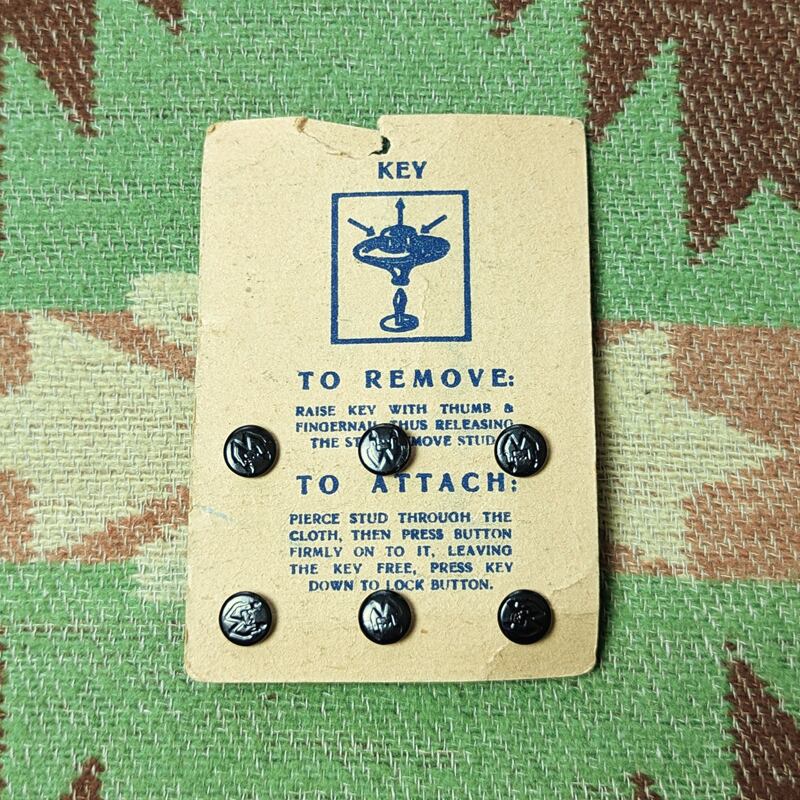 KEY
TO REMOVE:
RAISE KEY WITH THUMB &
FINGERNAIL, THUS RELEASING
THE REMOVE STUD
TO ATTACH:
PIERCE STUD THROUGH THE
CLOTH, THEN PRESS BUTTON
FIRMLY ON TO IT, LEAVING
THE KEY FREE, PRESS KEY
DOWN TO LOCK BUTTON.